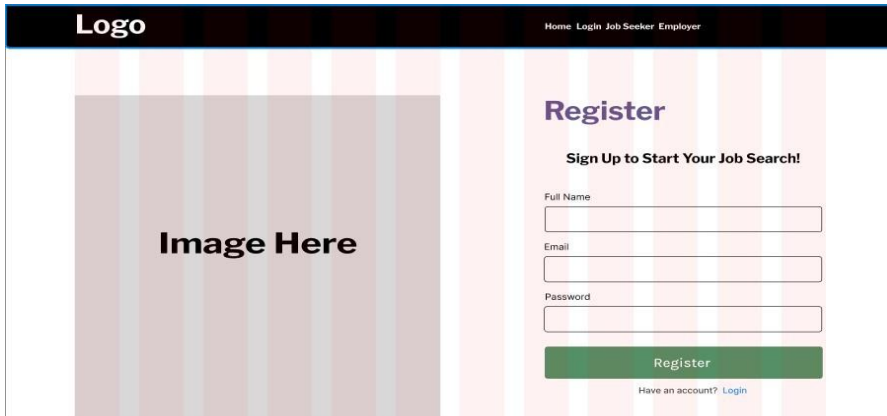 Logo
Home Login Job Seeker Employer
Image Here
Register
Sign Up to Start Your Job Search!
Full Name
Email
Password
Register
Have an account? Login